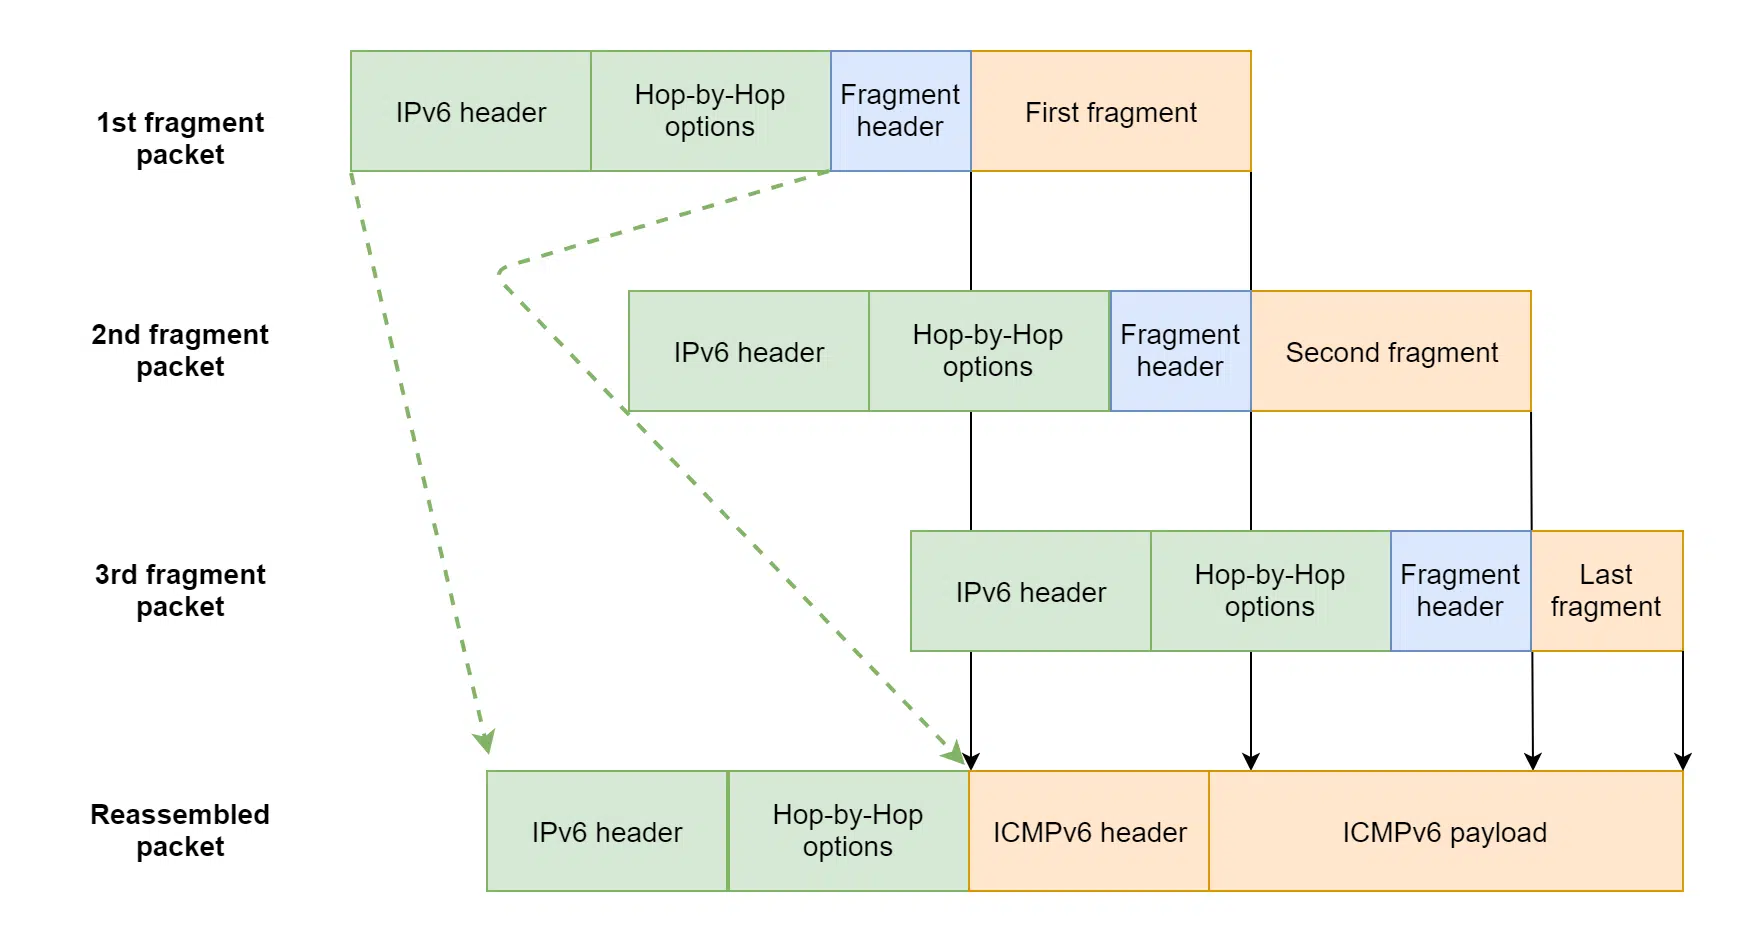 1st fragment
packet
IPv6 header
Hop-by-Hop
options
Fragment
header
First fragment
2nd fragment
packet
IPv6 header
Hop-by-Hop
options
Fragment
header
Second fragment
3rd fragment
packet
IPv6 header
Hop-by-Hop
options
Fragment
header
Last
fragment
Reassembled
packet
IPv6 header
Hop-by-Hop
options
ICMPv6 header
ICMPv6 payload